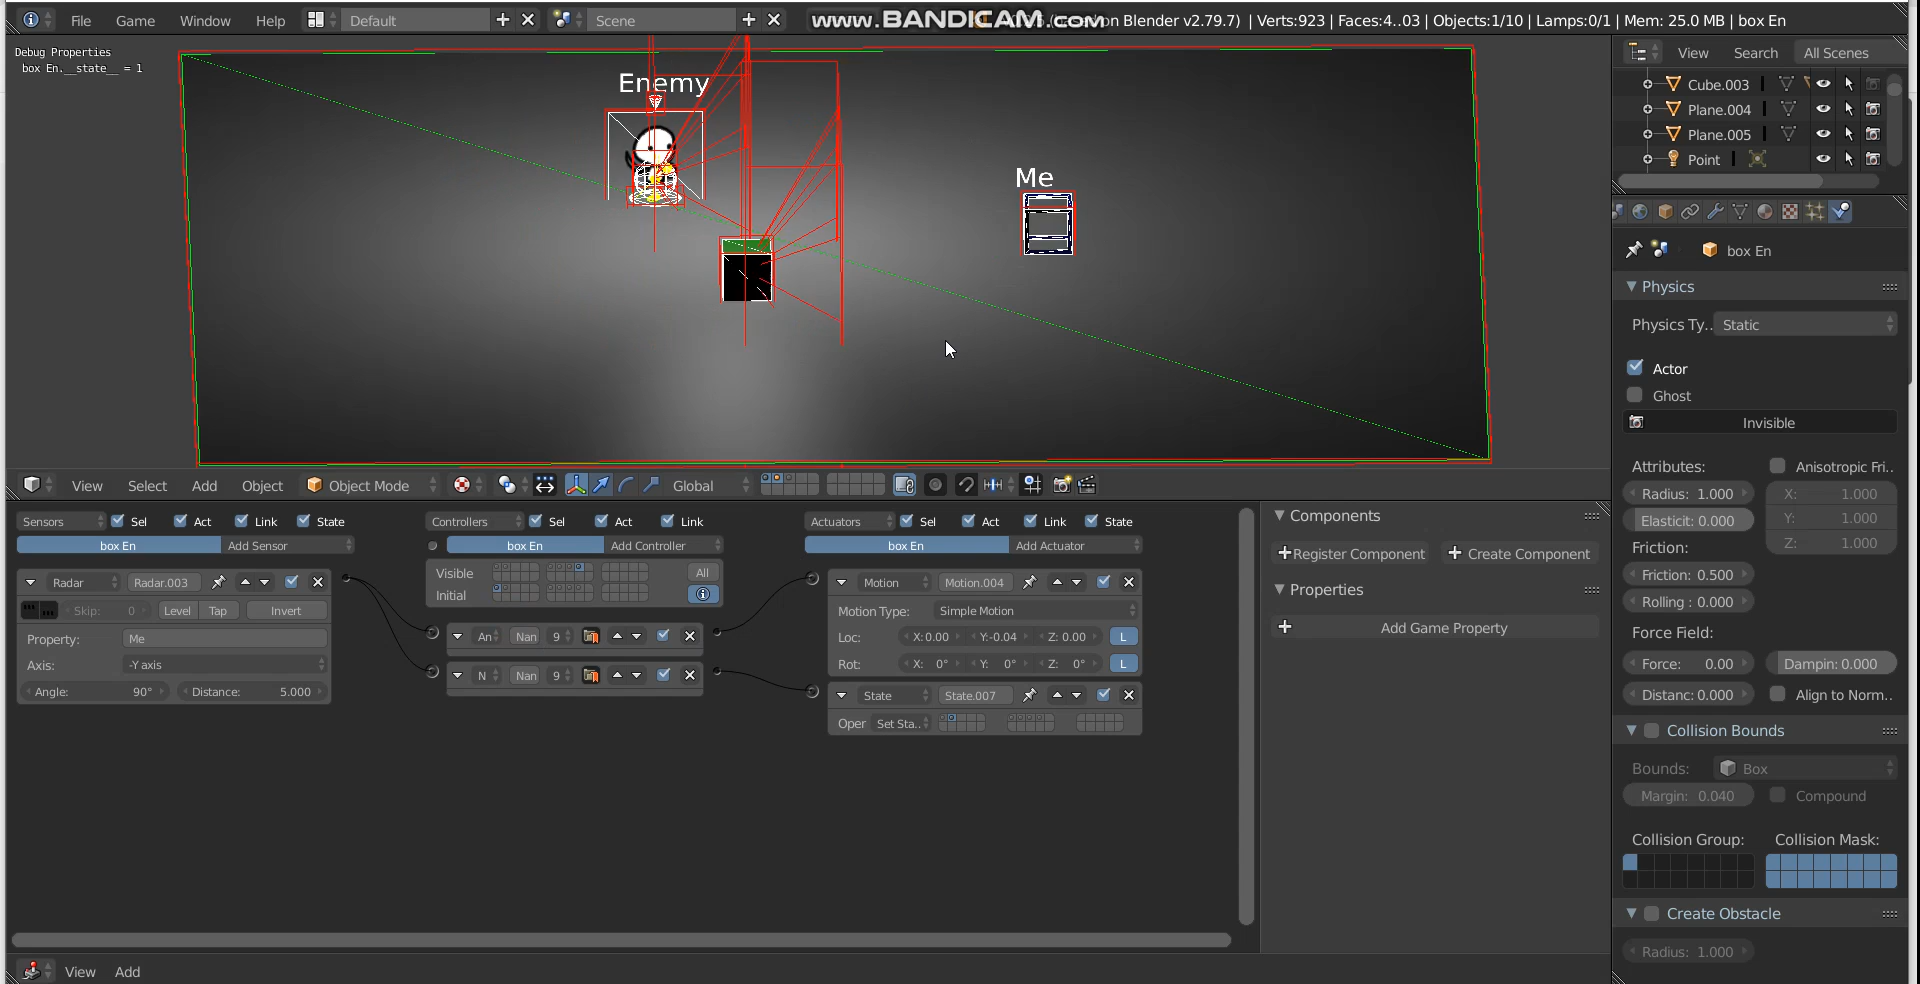 File Game Window Help Default Scene www.BANDICAM.com on Blender v2.79.7) | Verts:923 | Faces:4..03 | Objects:1/10 | Lamps:0/1 | Mem: 25.0 MB | box En
Debug Properties
box En.__state__ = 1
Enemy
Me
View Search All Scenes
Cube.003
Plane.004
Plane.005
Point
box En
Physics
Physics Ty.. Static
Actor
Ghost
Invisible
Attributes: Anisotropic Fri..
Radius: 1.000 X: 1.000
Elasticit: 0.000 Y: 1.000
Friction: Z: 1.000
Friction: 0.500
Rolling : 0.000
Force Field:
Force: 0.00 Dampin: 0.000
Distanc: 0.000 Align to Norm..
Collision Bounds
Bounds: Box
Margin: 0.040 Compound
Collision Group: Collision Mask:
Create Obstacle
Radius: 1.000
View Select Add Object Object Mode Global
Sensors Sel Act Link State
box En Add Sensor
Radar Radar.003
Skip: 0 Level Tap Invert
Property: Me
Axis: -Y axis
Angle: 90° Distance: 5.000
Controllers Sel Act Link
box En Add Controller
Visible All
Initial
An Nan 9
N Nan 9
Actuators Sel Act Link State
box En Add Actuator
Motion Motion.004
Motion Type: Simple Motion
Loc: X: 0.00 Y:-0.04 Z: 0.00 L
Rot: X: 0° Y: 0° Z: 0° L
State State.007
Oper Set Sta..
Components
Register Component Create Component
Properties
Add Game Property
View Add